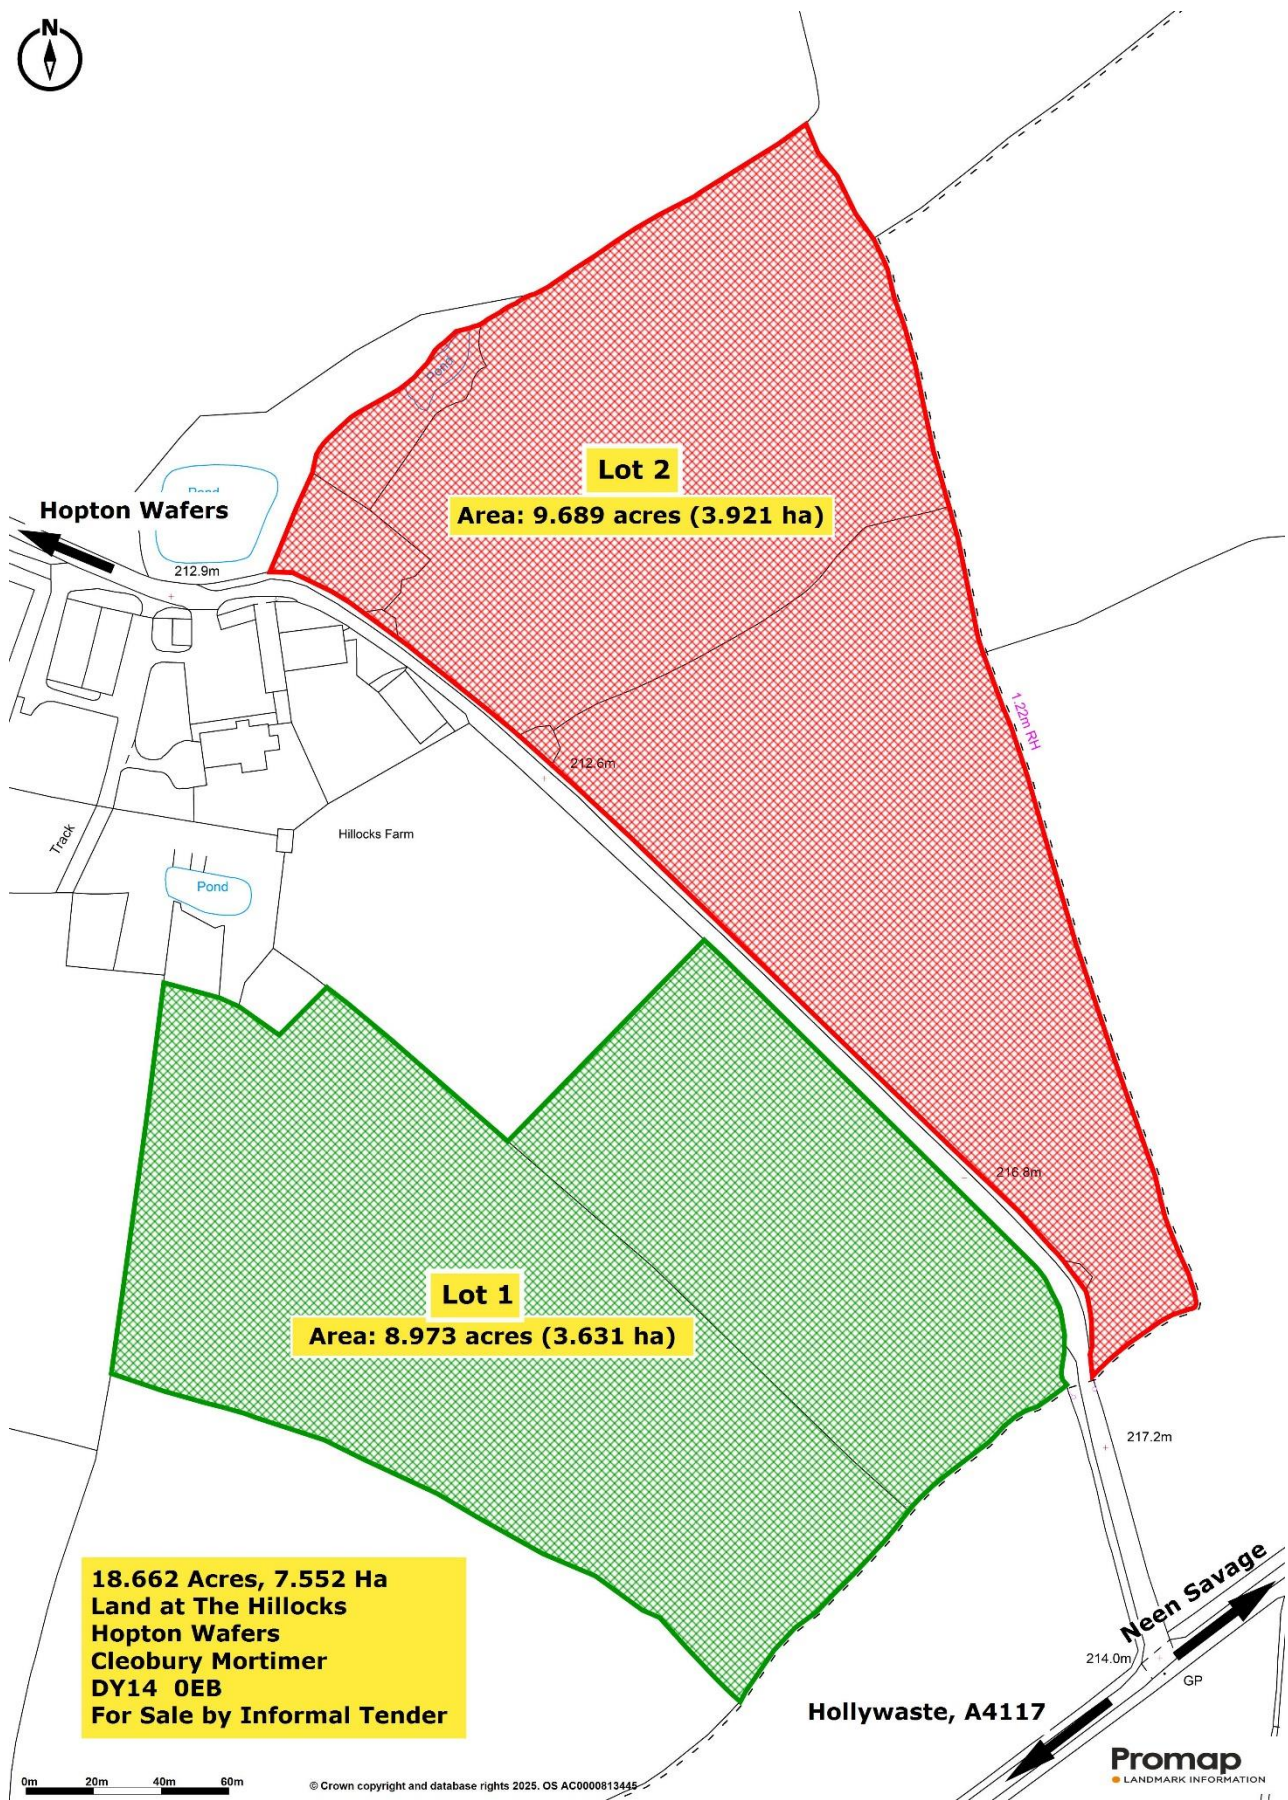 N
Lot 2
Area: 9.689 acres (3.921 ha)
Pond
Pond
Hopton Wafers
212.9m
1.22m RH
212.6m
Hillocks Farm
Track
Pond
216.8m
Lot 1
Area: 8.973 acres (3.631 ha)
217.2m
Neen Savage
214.0m
GP
Hollywaste, A4117
18.662 Acres, 7.552 Ha
Land at The Hillocks
Hopton Wafers
Cleobury Mortimer
DY14 0EB
For Sale by Informal Tender
0m 20m 40m 60m
© Crown copyright and database rights 2025. OS AC0000813445
Promap
LANDMARK INFORMATION